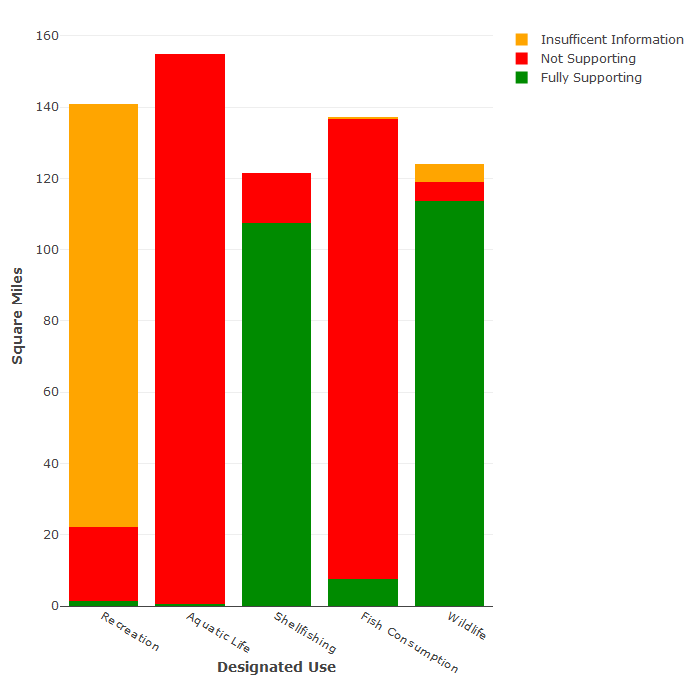 160
140
120
100
80
60
40
20
0
Square Miles
Recreation
Aquatic Life
Shellfishing
Fish Consumption
Wildlife
Designated Use
Insufficent Information
Not Supporting
Fully Supporting